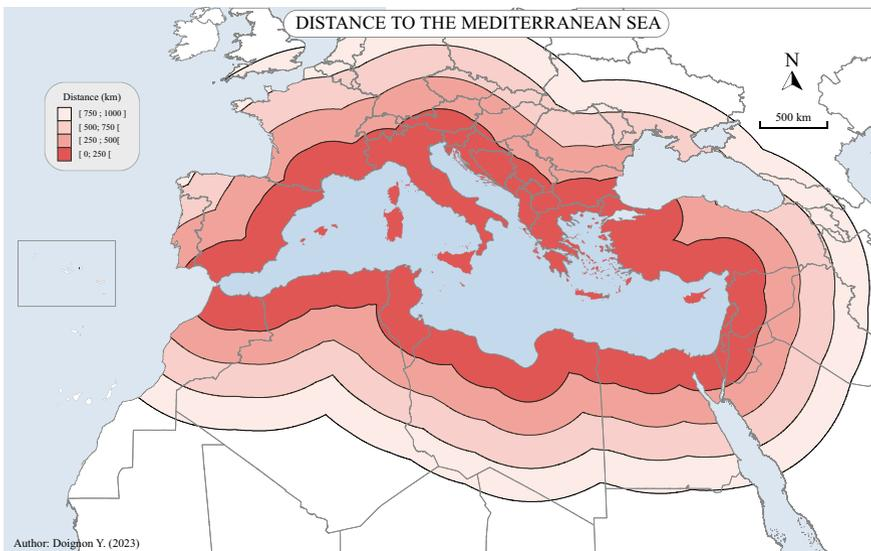 DISTANCE TO THE MEDITERRANEAN SEA
N
500 km
Distance (km)
[ 750 ; 1000 ]
[ 500; 750 [
[ 250 ; 500[
[ 0; 250 [
Author: Doignon Y. (2023)